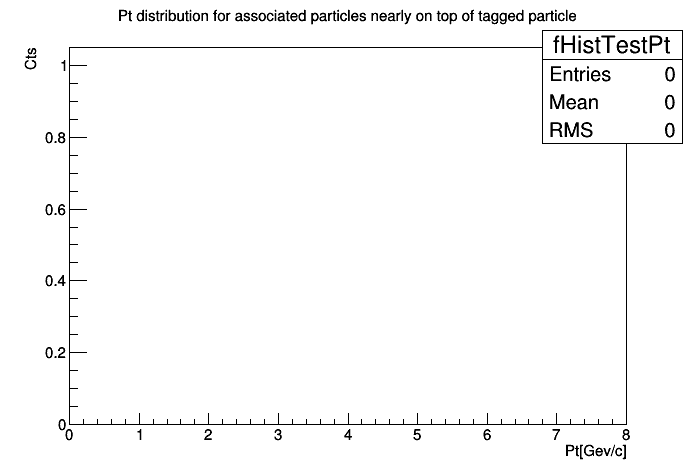 Pt distribution for associated particles nearly on top of tagged particle
fHistTestPt
Entries 0
Mean 0
RMS 0
Cts
1
0.8
0.6
0.4
0.2
0
0 1 2 3 4 5 6 7 8
Pt[Gev/c]